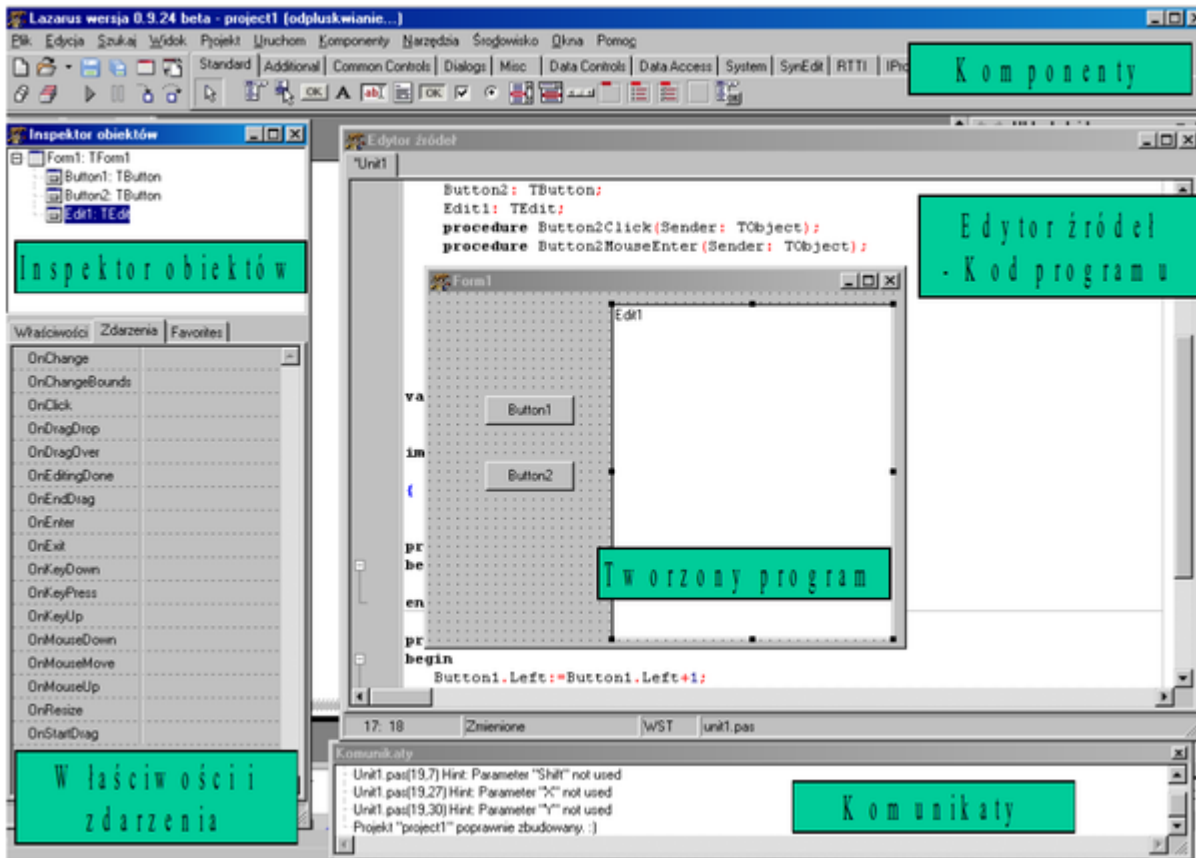 Lazarus wersja 0.9.24 beta - project1 (odpluskwianie...)
Plik Edycja Szukaj Widok Projekt Uruchom Komponenty Narzędzia Środowisko Okna Pomoc
Standard Additional Common Controls Dialogs Misc Data Controls Data Access System SynEdit RTTI IPro
Komponenty
Inspektor obiektów
Form1: TForm1
Button1: TButton
Button2: TButton
Edit1: TEdit
Inspektor obiektów
Właściwości Zdarzenia Favorites
OnChange
OnChangeBounds
OnClick
OnDragDrop
OnDragOver
OnEditingDone
OnEndDrag
OnEnter
OnExit
OnKeyDown
OnKeyPress
OnKeyUp
OnMouseDown
OnMouseMove
OnMouseUp
OnResize
OnStartDrag
Właściwości i
zdarzenia
Edytor źródeł
*Unit1
Button2: TButton;
Edit1: TEdit;
procedure Button2Click(Sender: TObject);
procedure Button2MouseEnter(Sender: TObject);
Edytor źródeł
- Kod programu
Form1
Edit1
Button1
Button2
Tworzony program
va
im
{
pr
be
en
pr
begin
Button1.Left:=Button1.Left+1;
17: 18 Zmienione WST unit1.pas
Komunikaty
Unit1.pas(19,7) Hint: Parameter "Shift" not used
Unit1.pas(19,27) Hint: Parameter "X" not used
Unit1.pas(19,30) Hint: Parameter "Y" not used
Projekt "project1" poprawnie zbudowany. :)
Komunikaty